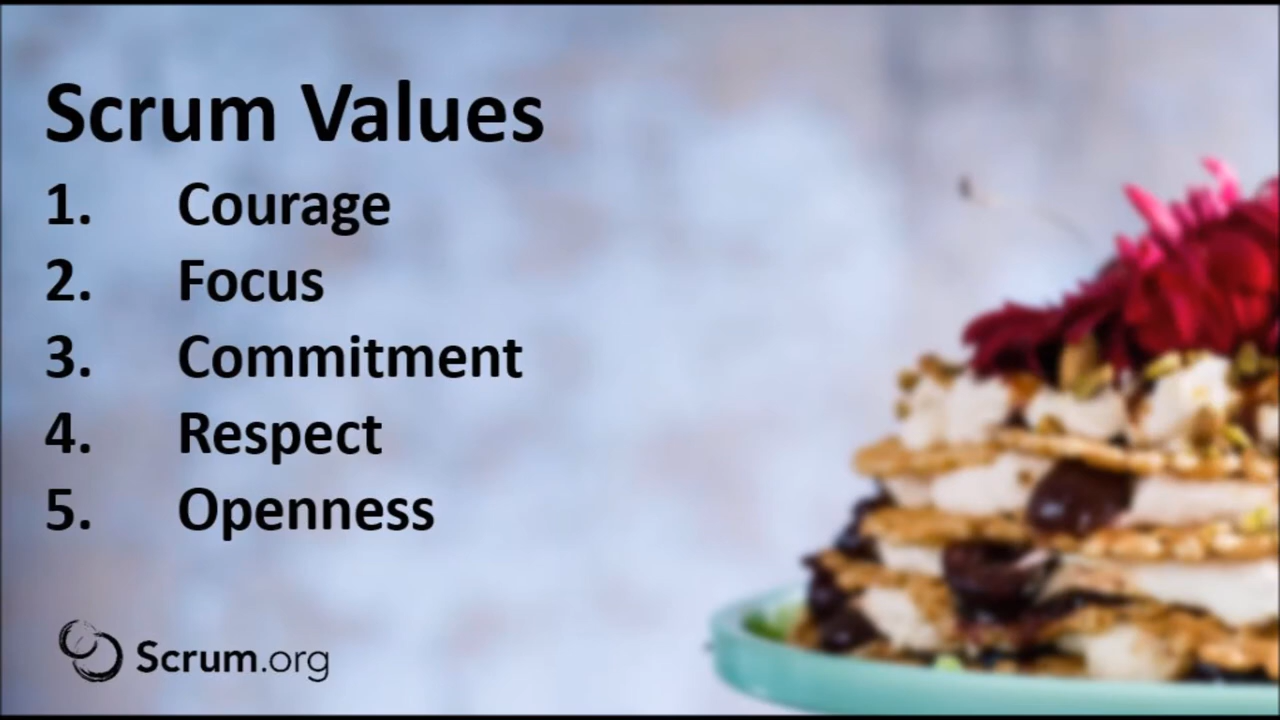 Scrum Values
1. Courage
2. Focus
3. Commitment
4. Respect
5. Openness
Scrum.org